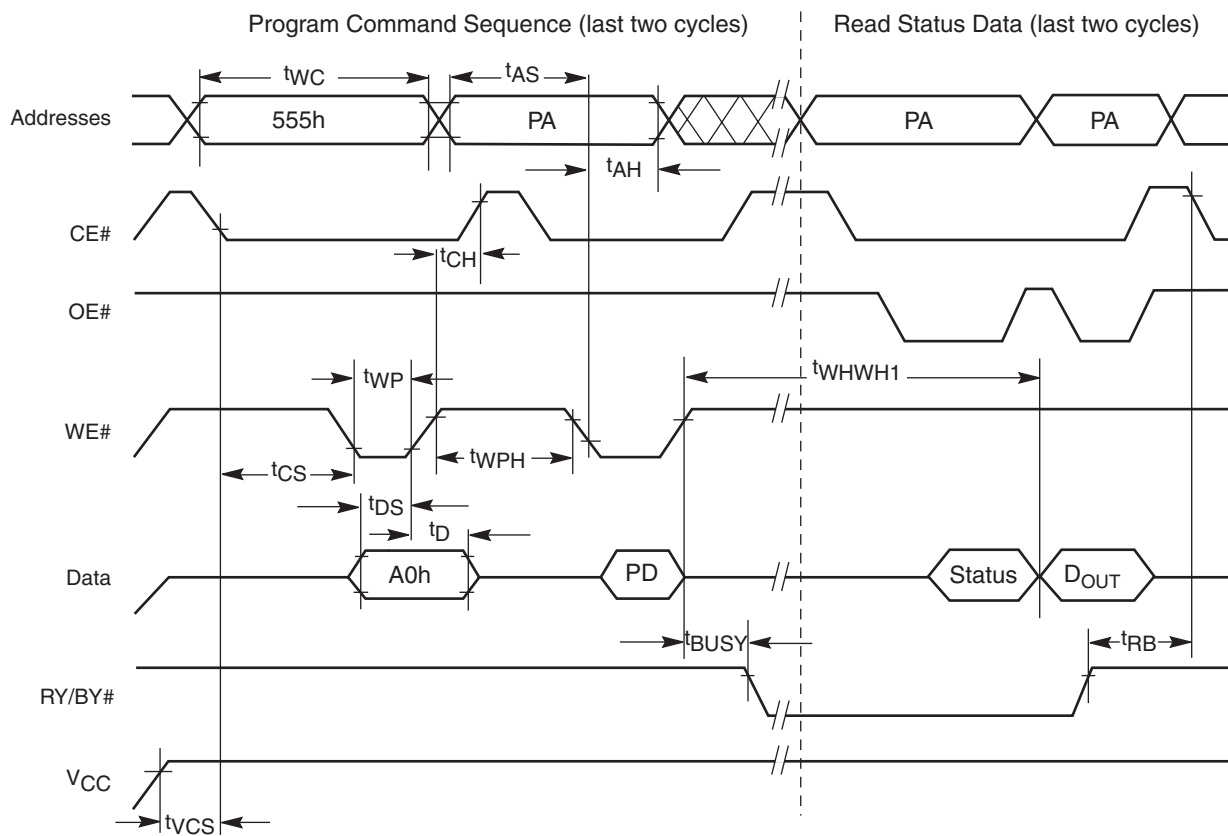 Program Command Sequence (last two cycles)
Read Status Data (last two cycles)
tWC
tAS
Addresses
555h
PA
PA
PA
tAH
CE#
tCH
OE#
tWP
tWHWH1
WE#
tCS
tWPH
tDS
tD
Data
A0h
PD
Status
DOUT
tBUSY
tRB
RY/BY#
VCC
tVCS